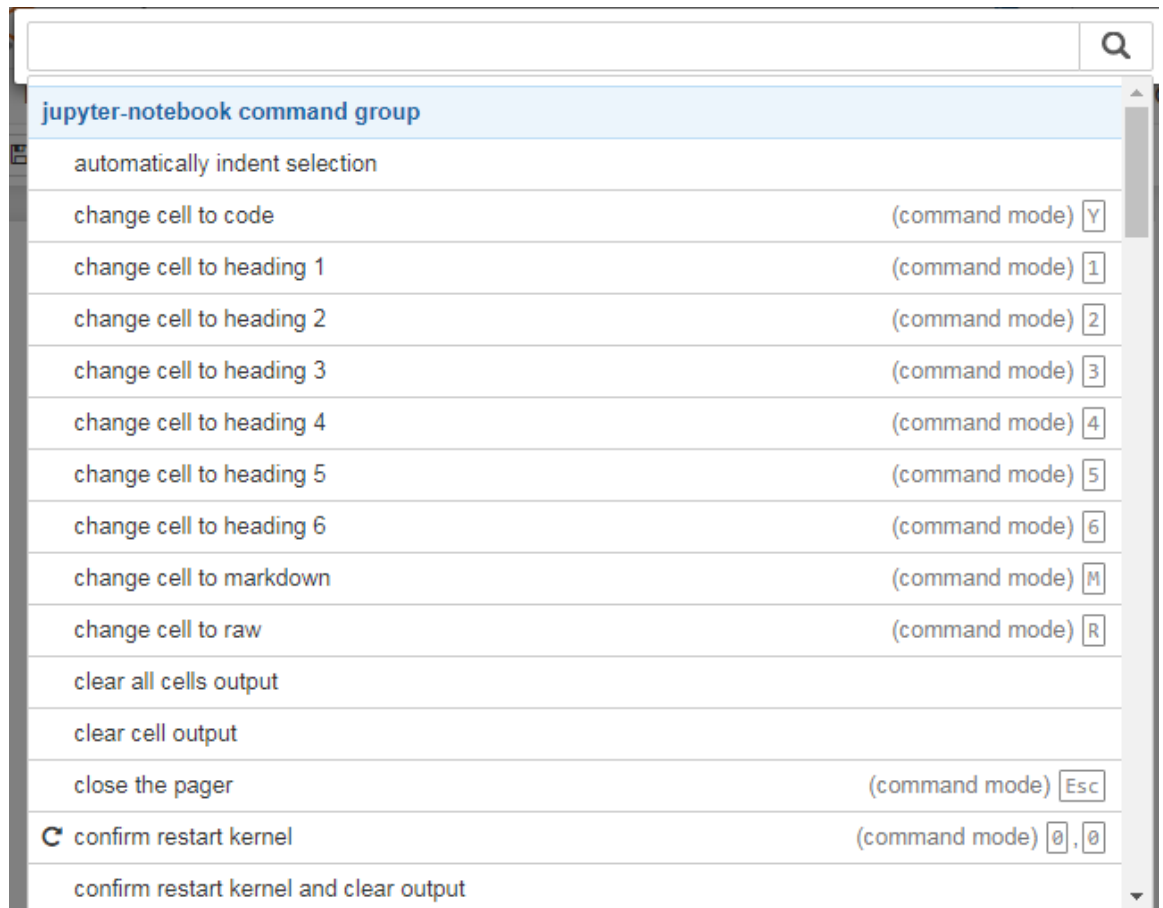 jupyter-notebook command group
automatically indent selection
change cell to code (command mode) Y
change cell to heading 1 (command mode) 1
change cell to heading 2 (command mode) 2
change cell to heading 3 (command mode) 3
change cell to heading 4 (command mode) 4
change cell to heading 5 (command mode) 5
change cell to heading 6 (command mode) 6
change cell to markdown (command mode) M
change cell to raw (command mode) R
clear all cells output
clear cell output
close the pager (command mode) Esc
confirm restart kernel (command mode) 0,0
confirm restart kernel and clear output